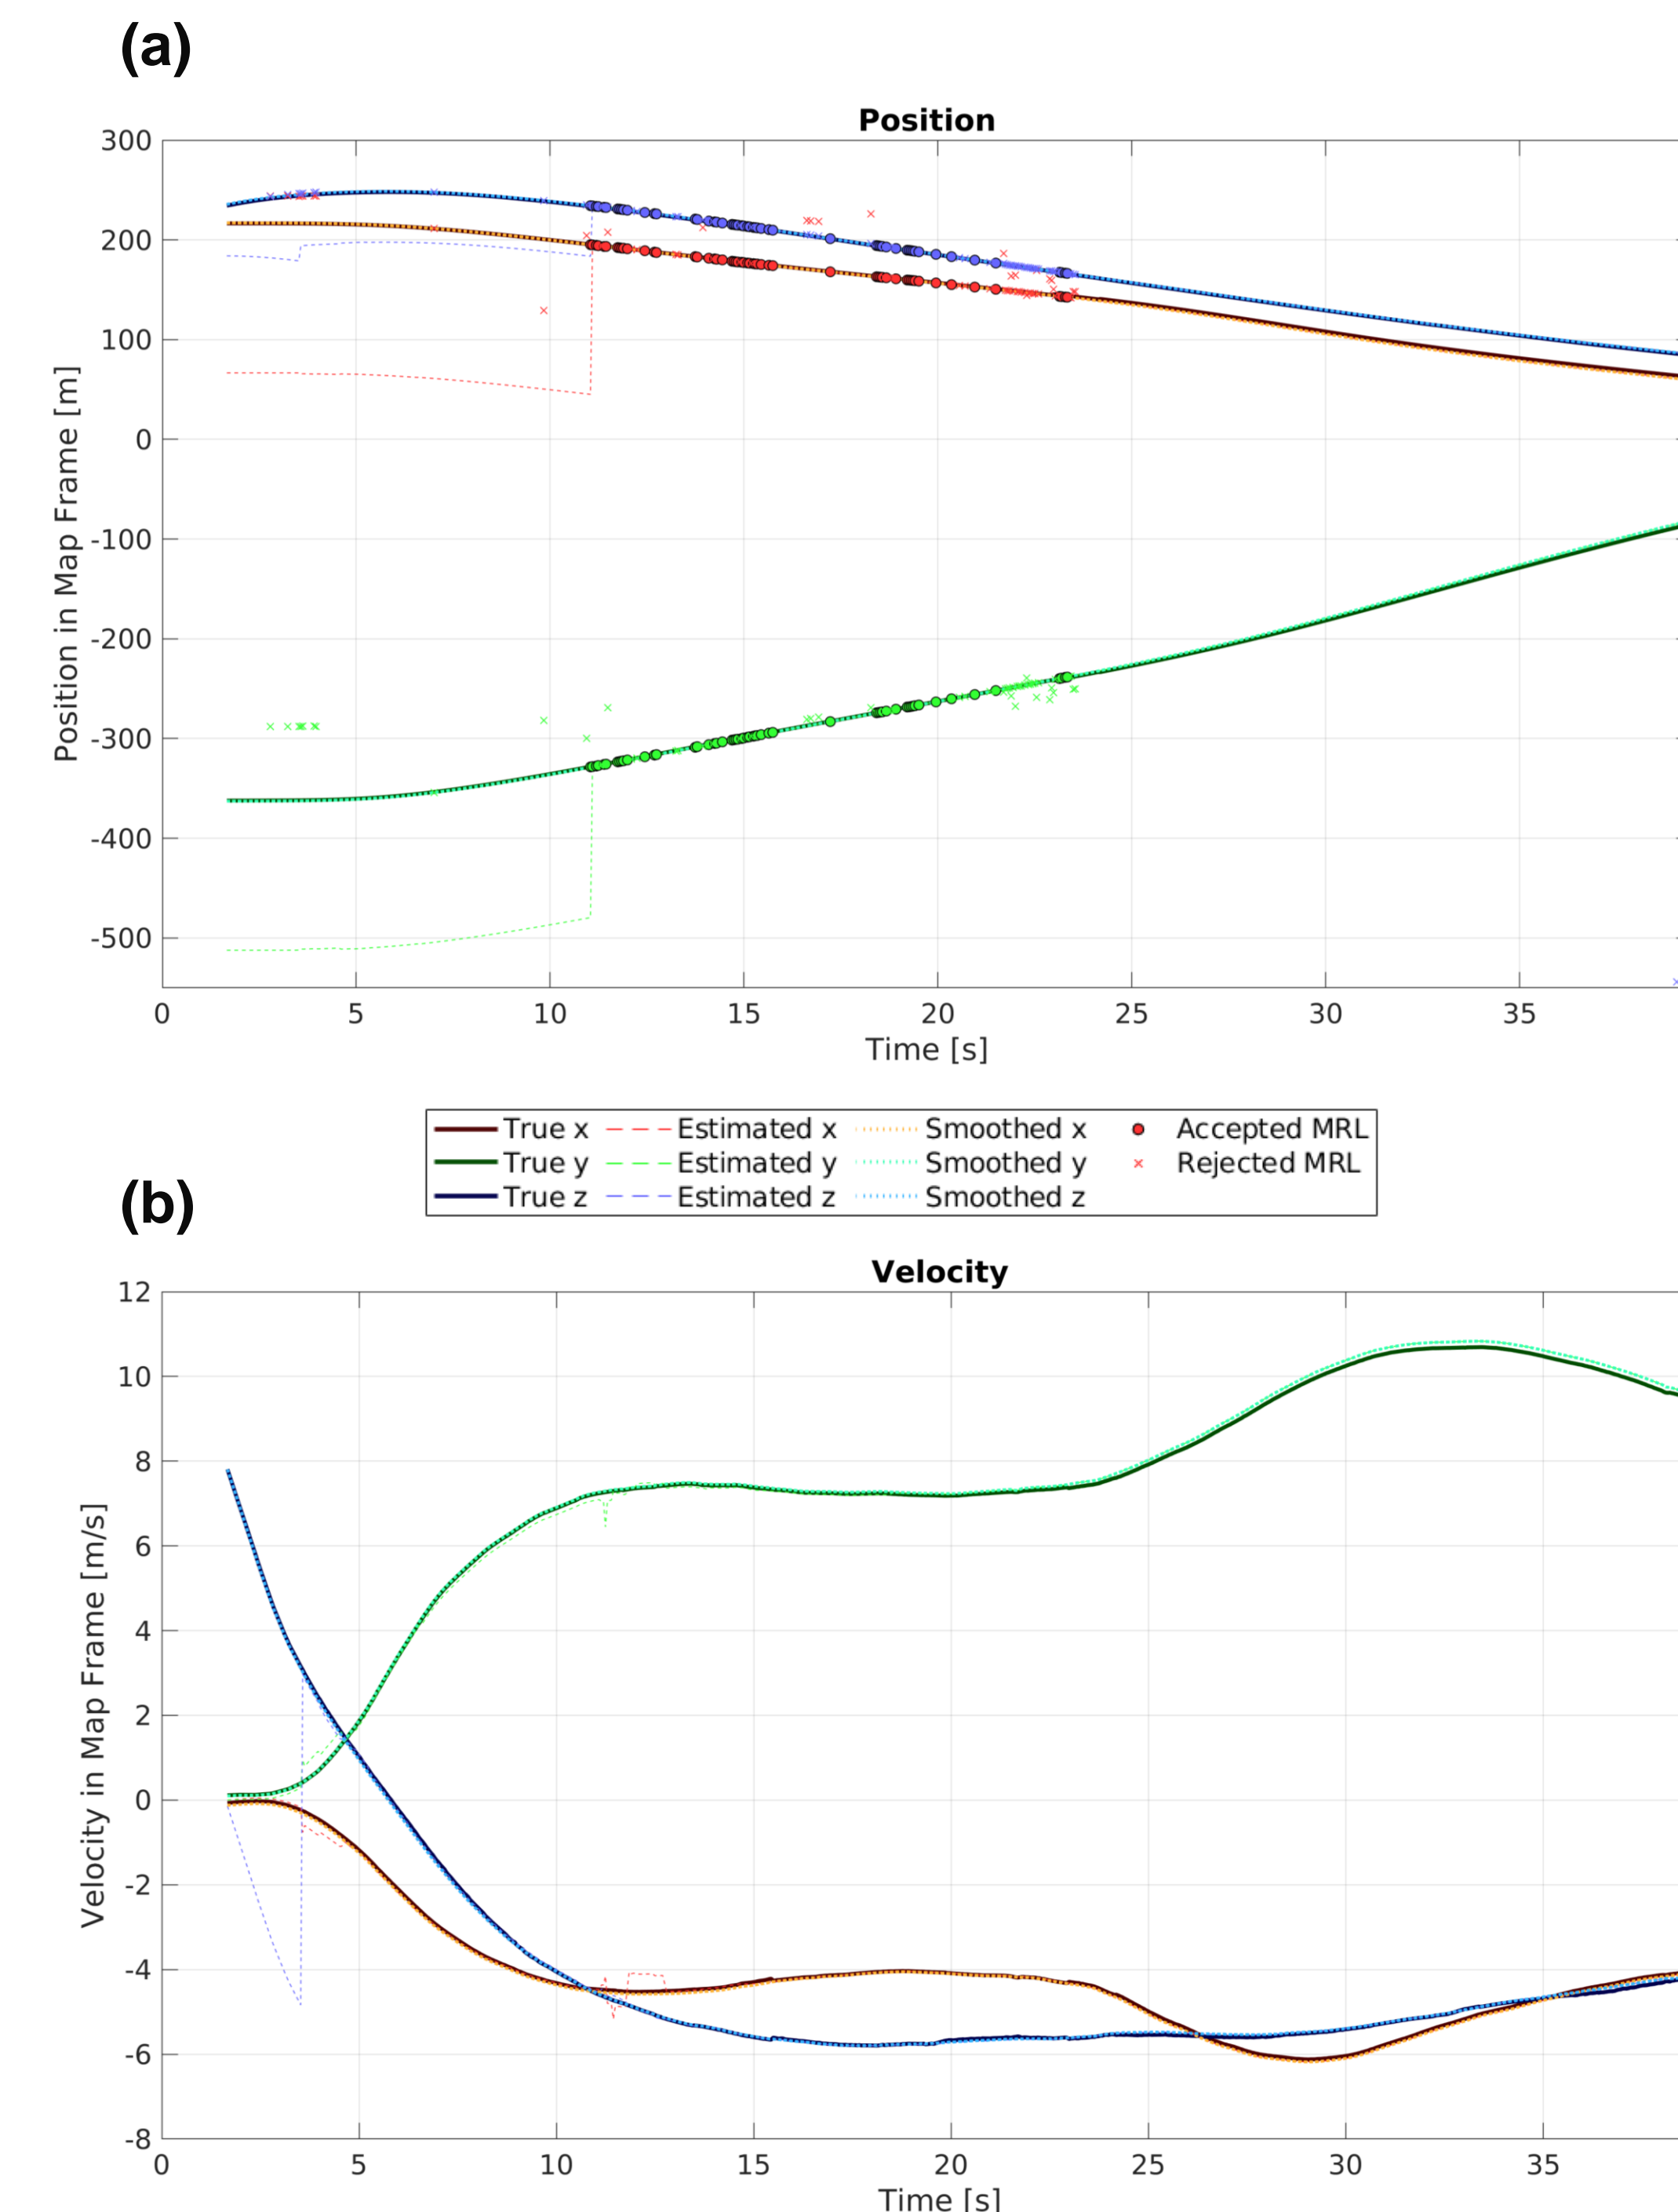 (a)
Position
300
200
100
0
-100
-200
-300
-400
-500
Position in Map Frame [m]
0 5 10 15 20 25 30 35
Time [s]
True x Estimated x Smoothed x Accepted MRL
True y Estimated y Smoothed y Rejected MRL
True z Estimated z Smoothed z
(b)
Velocity
12
10
8
6
4
2
0
-2
-4
-6
-8
Velocity in Map Frame [m/s]
0 5 10 15 20 25 30 35
Time [s]